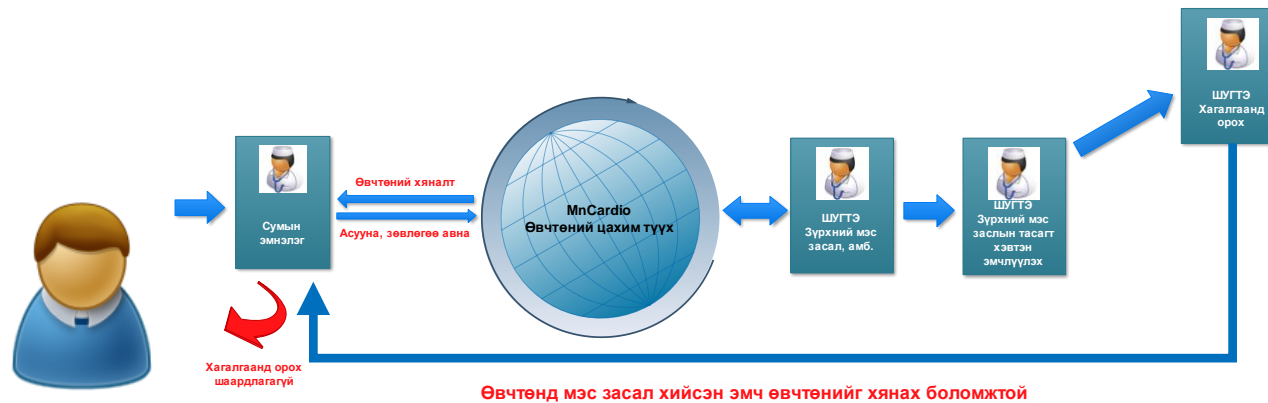 Сумын
эмнэлэг
Өвчтөний хяналт
Асууна, зөвлөгөө авна
Хагалгаанд орох
шаардлагагүй
MnCardio
Өвчтөний цахим түүх
ШУГТЭ
Зүрхний мэс
засал, амб.
ШУГТЭ
Зүрхний мэс
заслын тасагт
хэвтэн
эмчлүүлэх
ШУГТЭ
Хагалгаанд
орох
Өвчтөнд мэс засал хийсэн эмч өвчтөнийг хянах боломжтой